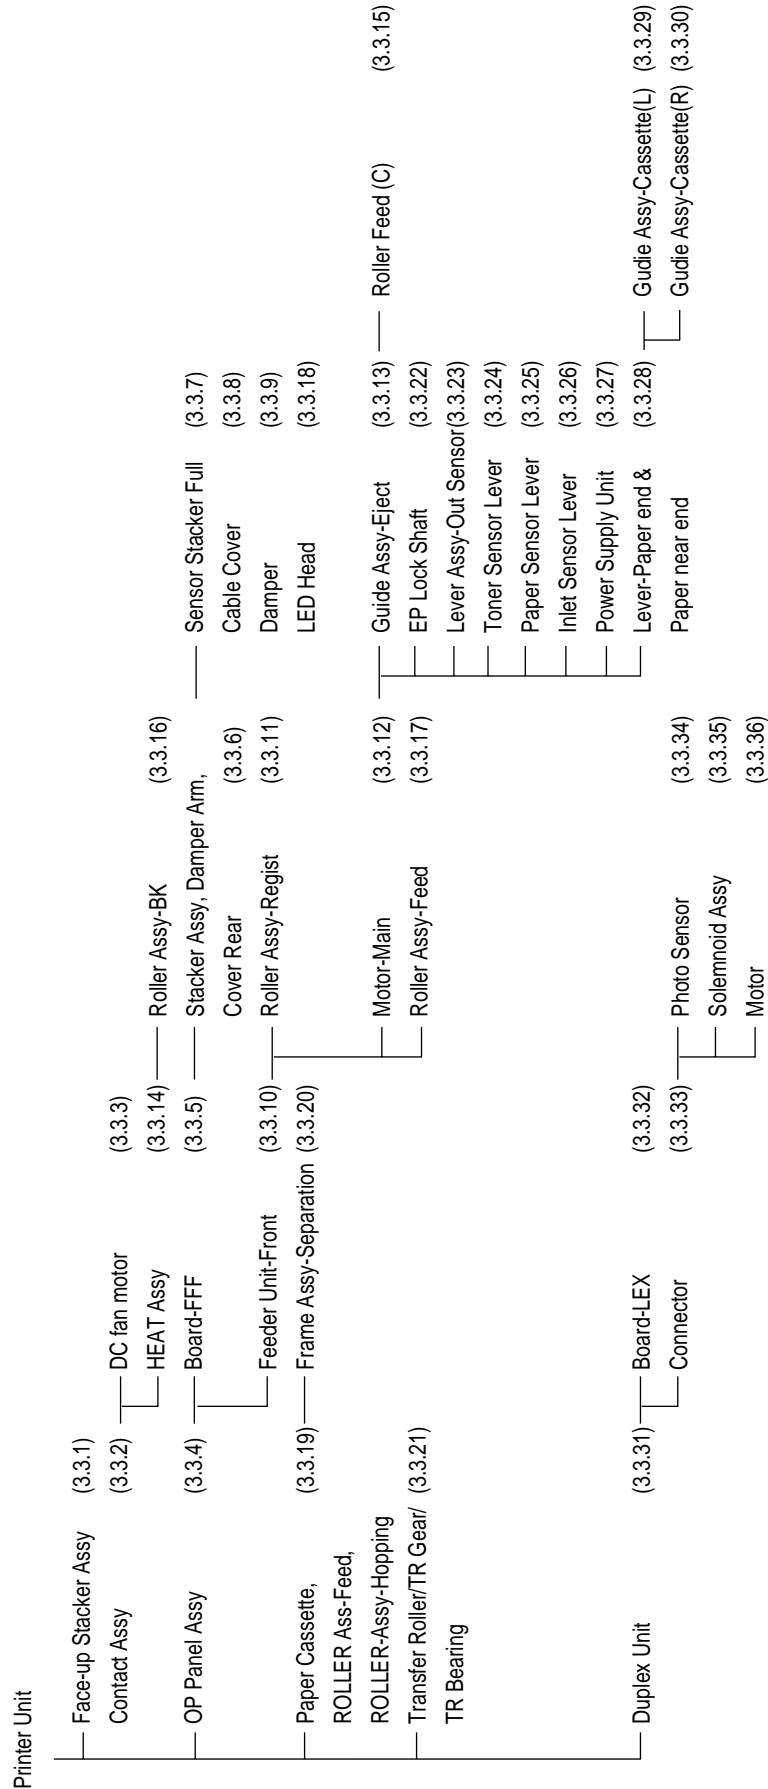 Printer Unit
Face-up Stacker Assy (3.3.1)
Contact Assy (3.3.2) DC fan motor (3.3.3)
HEAT Assy (3.3.14) Roller Assy-BK (3.3.16)
OP Panel Assy (3.3.4) Board-FFF (3.3.5) Stacker Assy, Damper Arm, Sensor Stacker Full (3.3.7)
Cover Rear (3.3.6) Cable Cover (3.3.8)
Feeder Unit-Front (3.3.10) Roller Assy-Regist (3.3.11) Damper (3.3.9)
Paper Cassette, (3.3.19) Frame Assy-Separation (3.3.20) LED Head (3.3.18)
ROLLER Ass-Feed,
ROLLER-Assy-Hopping Motor-Main (3.3.12) Guide Assy-Eject (3.3.13) Roller Feed (C) (3.3.15)
Transfer Roller/TR Gear/ (3.3.21) Roller Assy-Feed (3.3.17) EP Lock Shaft (3.3.22)
TR Bearing Lever Assy-Out Sensor (3.3.23)
Toner Sensor Lever (3.3.24)
Paper Sensor Lever (3.3.25)
Inlet Sensor Lever (3.3.26)
Power Supply Unit (3.3.27)
Duplex Unit (3.3.31) Board-LEX (3.3.32) Lever-Paper end & (3.3.28) Gudie Assy-Cassette(L) (3.3.29)
Connector (3.3.33) Photo Sensor (3.3.34) Paper near end Gudie Assy-Cassette(R) (3.3.30)
Solemnoid Assy (3.3.35)
Motor (3.3.36)